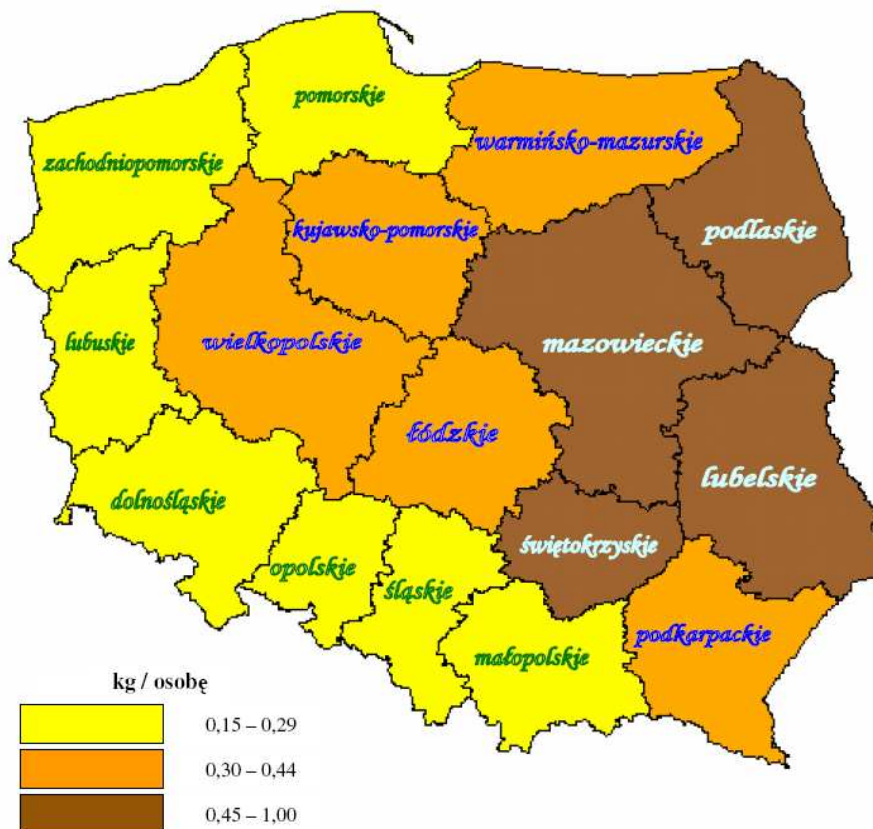 pomorskie
warmińsko-mazurskie
zachodniopomorskie
kujawsko-pomorskie
podlaskie
lubuskie
wielkopolskie
mazowieckie
łódzkie
lubelskie
dolnośląskie
świętokrzyskie
opolskie
śląskie
podkarpackie
małopolskie
kg / osobę
0,15 – 0,29
0,30 – 0,44
0,45 – 1,00